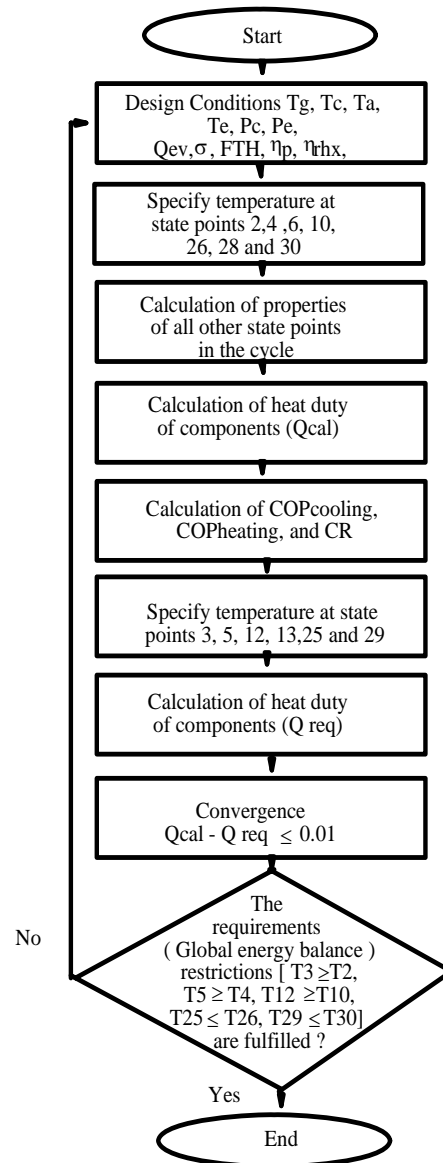 Start
Design Conditions Tg, Tc, Ta,
Te, Pc, Pe,
Qev,σ, FTH, ηp, ηrhx,
Specify temperature at
state points 2,4 ,6, 10,
26, 28 and 30
Calculation of properties
of all other state points
in the cycle
Calculation of heat duty
of components (Qcal)
Calculation of COPcooling,
COPheating, and CR
Specify temperature at state
points 3, 5, 12, 13,25 and 29
Calculation of heat duty
of components (Q req)
Convergence
Qcal - Q req ≤ 0.01
The
requirements
( Global energy balance )
restrictions [ T3 ≥T2,
T5 ≥ T4, T12 ≥T10,
T25 ≤ T26, T29 ≤T30]
are fulfilled ?
No
Yes
End